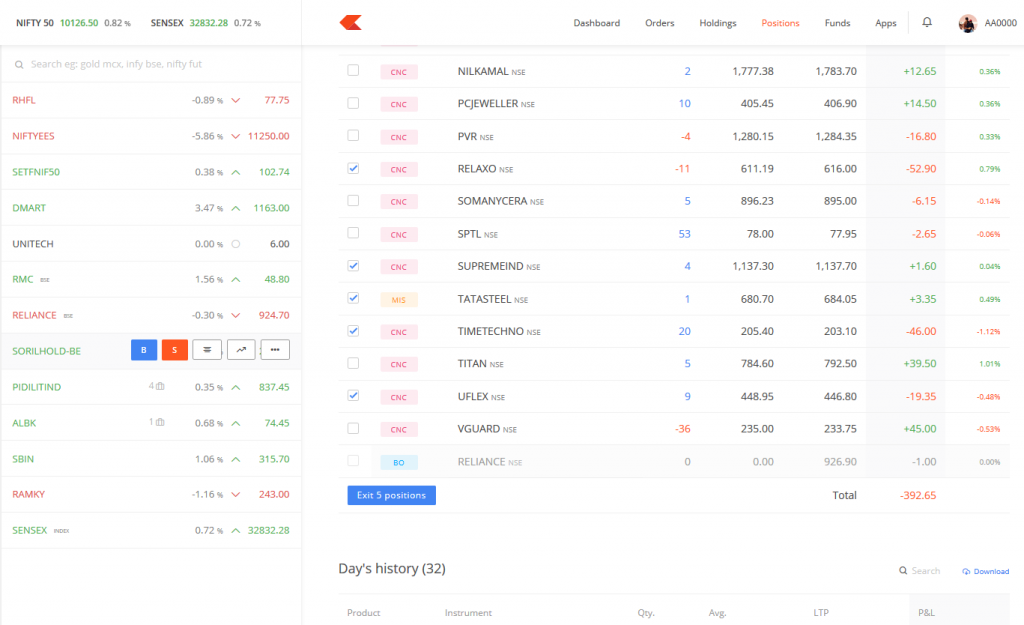 NIFTY 50 10126.50 0.82 % SENSEX 32832.28 0.72 %
Dashboard Orders Holdings Positions Funds Apps AA0000
Search eg: gold mcx, infy bse, nifty fut
RHFL -0.89 % 77.75
NIFTYEES -5.86 % 11250.00
SETFNIF50 0.38 % 102.74
DMART 3.47 % 1163.00
UNITECH 0.00 % 6.00
RMC BSE 1.56 % 48.80
RELIANCE BSE -0.30 % 924.70
SORILHOLD-BE B S
PIDILITIND 4 0.35 % 837.45
ALBK 1 0.68 % 74.45
SBIN 1.06 % 315.70
RAMKY -1.16 % 243.00
SENSEX INDEX 0.72 % 32832.28
CNC NILKAMAL NSE 2 1,777.38 1,783.70 +12.65 0.36%
CNC PCJEWELLER NSE 10 405.45 406.90 +14.50 0.36%
CNC PVR NSE -4 1,280.15 1,284.35 -16.80 0.33%
CNC RELAXO NSE -11 611.19 616.00 -52.90 0.79%
CNC SOMANYCERA NSE 5 896.23 895.00 -6.15 -0.14%
CNC SPTL NSE 53 78.00 77.95 -2.65 -0.06%
CNC SUPREMEIND NSE 4 1,137.30 1,137.70 +1.60 0.04%
MIS TATASTEEL NSE 1 680.70 684.05 +3.35 0.49%
CNC TIMETECHNO NSE 20 205.40 203.10 -46.00 -1.12%
CNC TITAN NSE 5 784.60 792.50 +39.50 1.01%
CNC UFLEX NSE 9 448.95 446.80 -19.35 -0.48%
CNC VGUARD NSE -36 235.00 233.75 +45.00 -0.53%
BO RELIANCE NSE 0 0.00 926.90 -1.00 0.00%
Exit 5 positions Total -392.65
Day's history (32) Search Download
Product Instrument Qty. Avg. LTP P&L